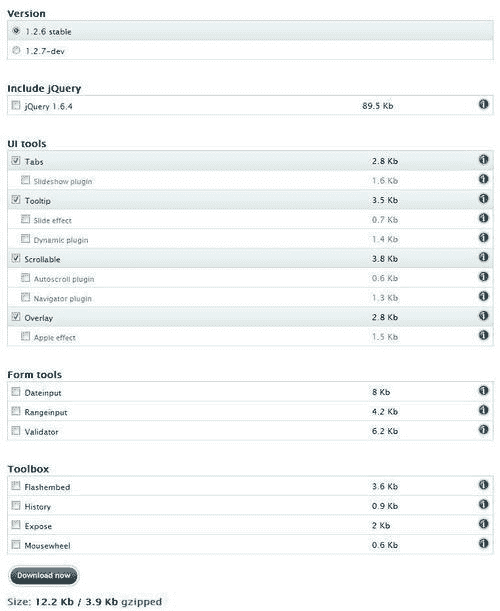 Version
1.2.6 stable
1.2.7-dev
Include jQuery
jQuery 1.6.4 89.5 Kb
UI tools
Tabs 2.8 Kb
Slideshow plugin 1.6 Kb
Tooltip 3.5 Kb
Slide effect 0.7 Kb
Dynamic plugin 1.4 Kb
Scrollable 3.8 Kb
Autoscroll plugin 0.6 Kb
Navigator plugin 1.3 Kb
Overlay 2.8 Kb
Apple effect 1.5 Kb
Form tools
Dateinput 8 Kb
Rangeinput 4.2 Kb
Validator 6.2 Kb
Toolbox
Flashembed 3.6 Kb
History 0.9 Kb
Expose 2 Kb
Mousewheel 0.6 Kb
Download now
Size: 12.2 Kb / 3.9 Kb gzipped